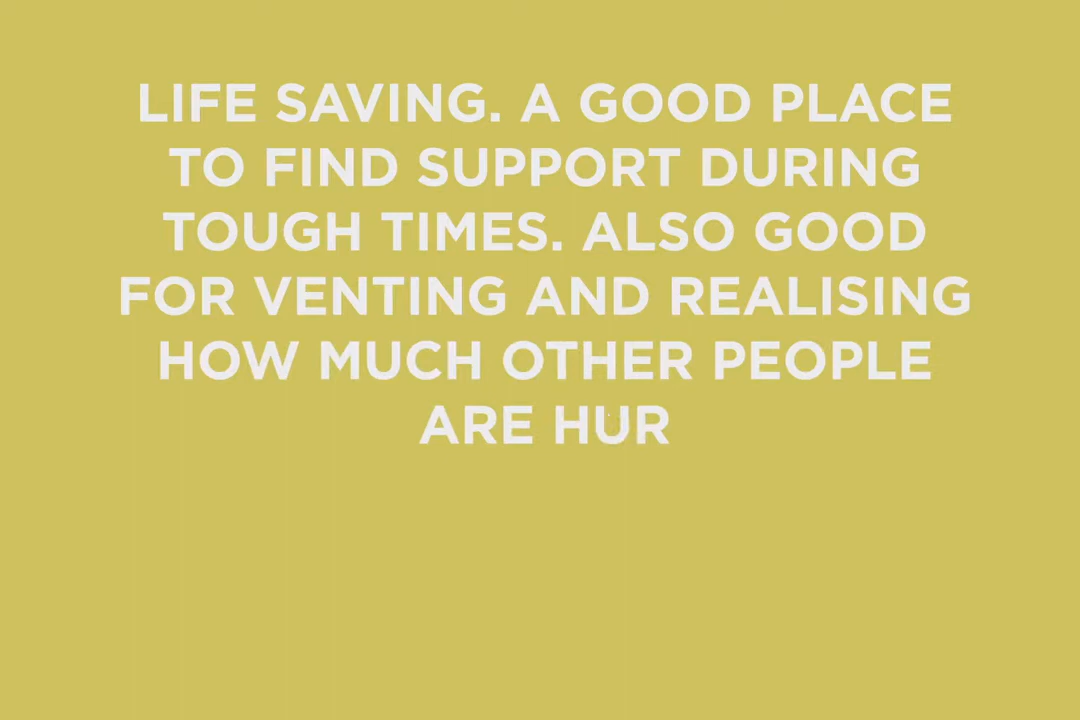 LIFE SAVING. A GOOD PLACE
TO FIND SUPPORT DURING
TOUGH TIMES. ALSO GOOD
FOR VENTING AND REALISING
HOW MUCH OTHER PEOPLE
ARE HUR